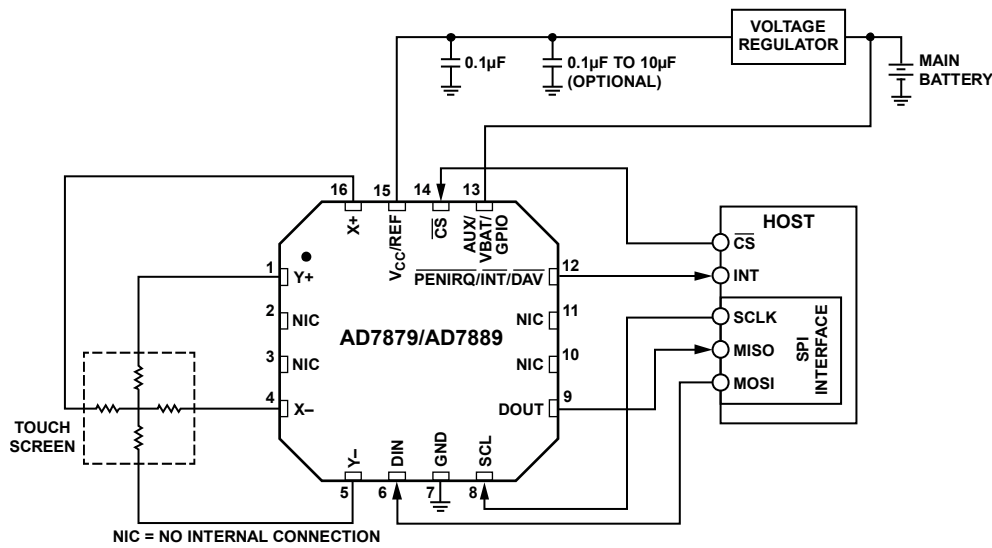 VOLTAGE
REGULATOR
0.1µF
0.1µF TO 10µF
(OPTIONAL)
MAIN
BATTERY
16
15
14
13
X+
VCC/REF
CS
AUX/
VBAT/
GPIO
HOST
CS
INT
SCLK
MISO
MOSI
SPI
INTERFACE
1
Y+
PENIRQ/INT/DAV
12
2
NIC
NIC
11
AD7879/AD7889
3
NIC
NIC
10
4
X–
DOUT
9
TOUCH
SCREEN
Y–
DIN
GND
SCL
5
6
7
8
NIC = NO INTERNAL CONNECTION